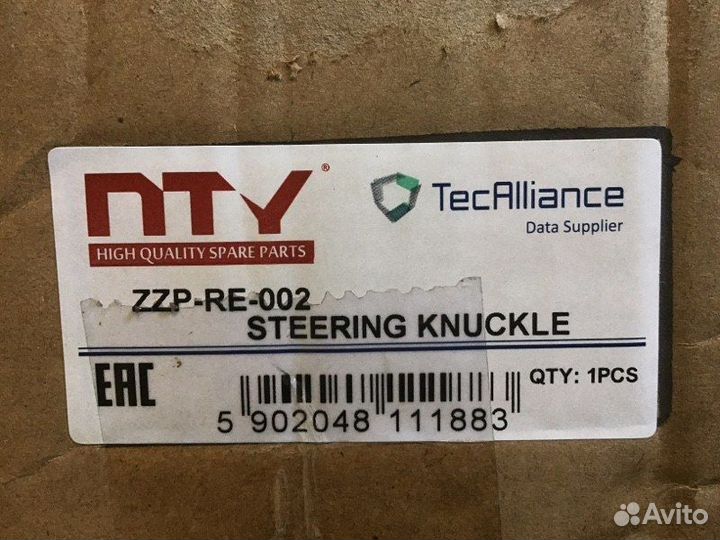 NTY ®
HIGH QUALITY SPARE PARTS
TecAlliance
Data Supplier
ZZP-RE-002
STEERING KNUCKLE
EAC
QTY: 1PCS
5 902048 111883
Avito